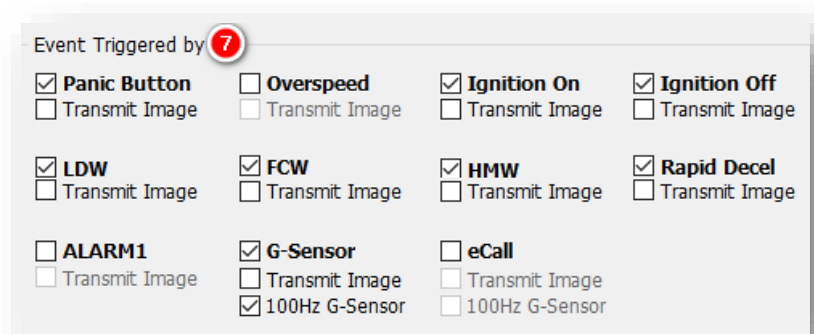 Event Triggered by 7
Panic Button Overspeed Ignition On Ignition Off
Transmit Image Transmit Image Transmit Image Transmit Image
LDW FCW HMW Rapid Decel
Transmit Image Transmit Image Transmit Image Transmit Image
ALARM1 G-Sensor eCall
Transmit Image Transmit Image Transmit Image
100Hz G-Sensor 100Hz G-Sensor